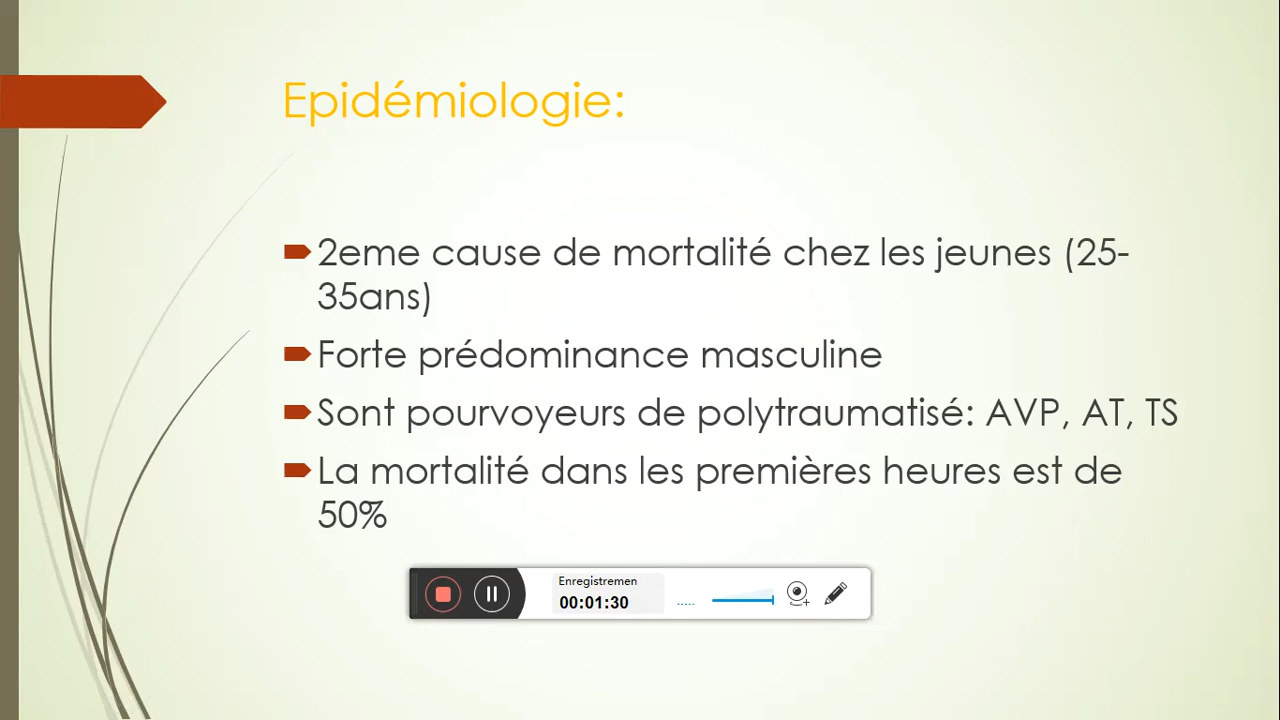 Epidémiologie:
2eme cause de mortalité chez les jeunes (25-
35ans)
Forte prédominance masculine
Sont pourvoyeurs de polytraumatisé: AVP, AT, TS
La mortalité dans les premières heures est de
50%
Enregistremen
00:01:30